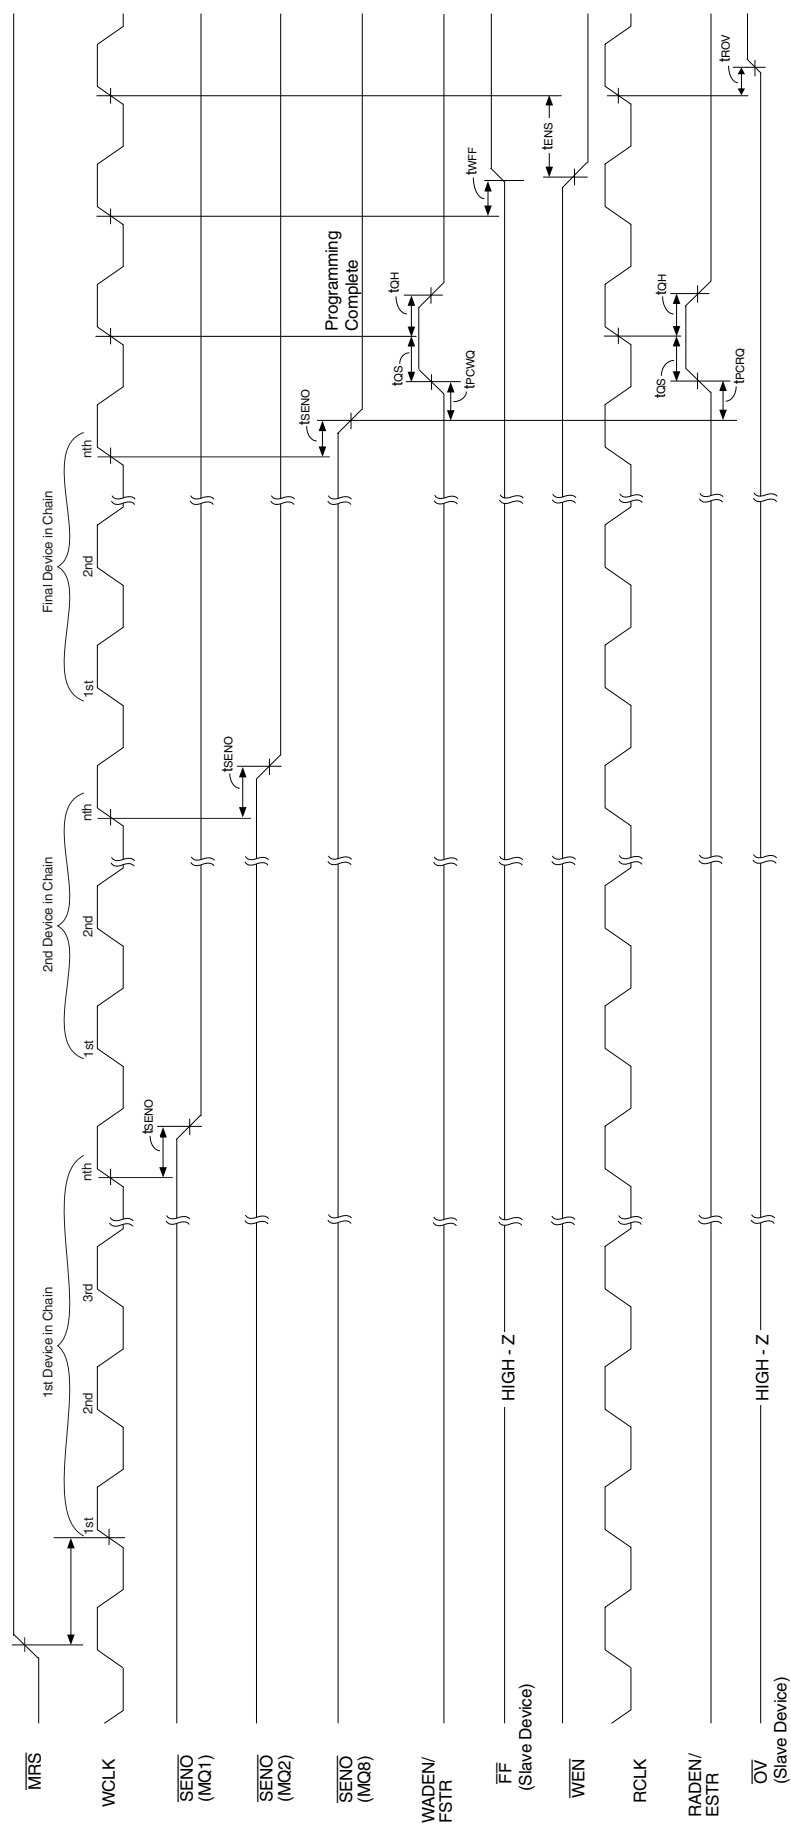 1st Device in Chain
2nd Device in Chain
Final Device in Chain
MRS
WCLK
1st
2nd
3rd
nth
1st
2nd
nth
1st
2nd
nth
SENO
(MQ1)
tSENO
SENO
(MQ2)
tSENO
SENO
(MQ8)
tSENO
Programming
Complete
WADEN/
FSTR
tQS
tQH
tPCWQ
FF
(Slave Device)
HIGH - Z
tWFF
WEN
tENS
RCLK
RADEN/
ESTR
tQS
tQH
tPCRQ
OV
(Slave Device)
HIGH - Z
tROV